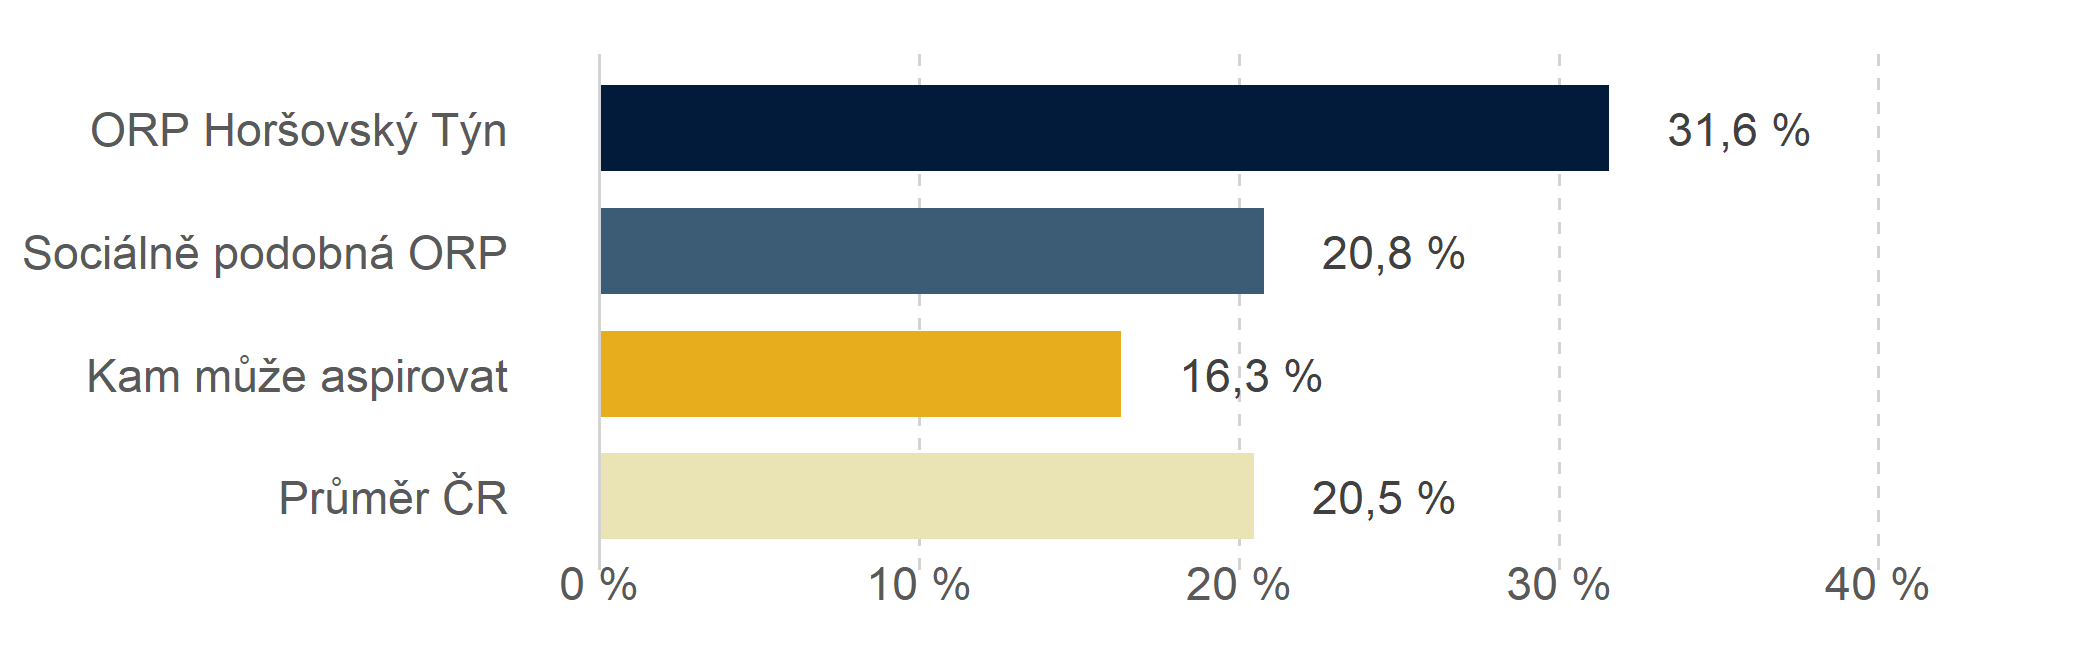 ORP Horšovský Týn 31,6 %
Sociálně podobná ORP 20,8 %
Kam může aspirovat 16,3 %
Průměr ČR 20,5 %
0 % 10 % 20 % 30 % 40 %